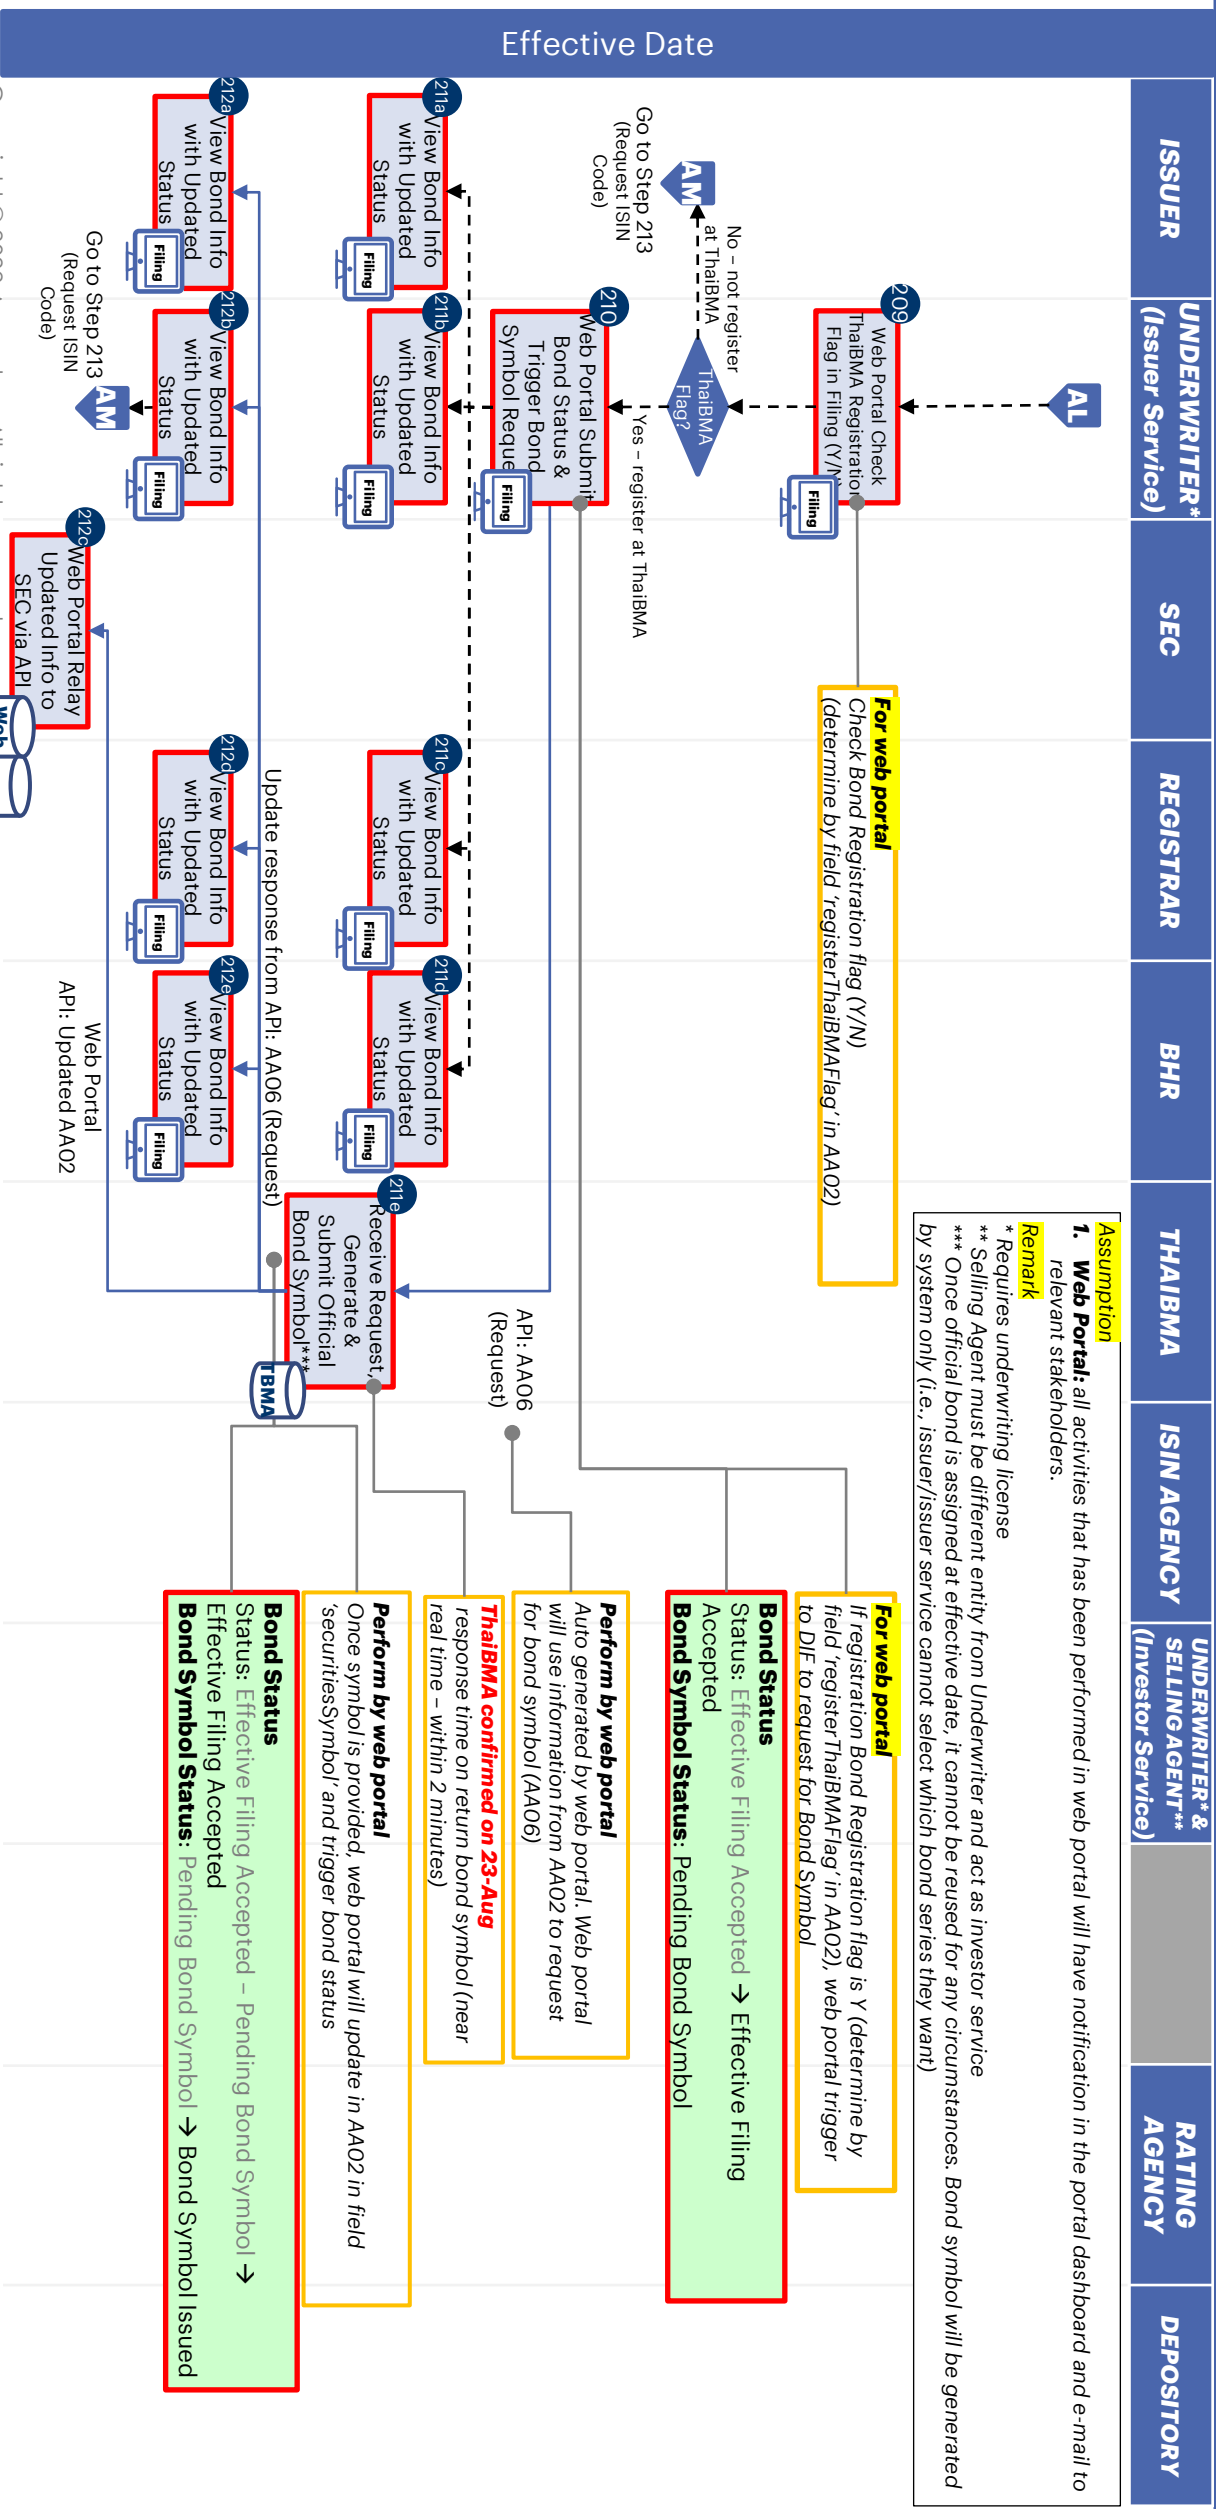 Effective Date
ISSUER
UNDERWRITER*
(Issuer Service)
SEC
REGISTRAR
BHR
THAIBMA
ISIN AGENCY
UNDERWRITER* &
SELLING AGENT**
(Investor Service)
RATING
AGENCY
DEPOSITORY
Assumption
1. Web Portal: all activities that has been performed in web portal will have notification in the portal dashboard and e-mail to
relevant stakeholders.
Remark
* Requires underwriting license
** Selling Agent must be different entity from Underwriter and act as investor service
*** Once official bond is assigned at effective date, it cannot be reused for any circumstances. Bond symbol will be generated
by system only (i.e., issuer/issuer service cannot select which bond series they want)
AL
209
Web Portal Check
ThaiBMA Registration
Flag in Filing (Y/N)
Filing
For web portal
Check Bond Registration flag (Y/N)
(determine by field 'registerThaiBMAFlag' in AA02)
ThaiBMA
Flag?
No – not register
at ThaiBMA
AM
Go to Step 213
(Request ISIN
Code)
Yes – register at ThaiBMA
210
Web Portal Submit
Bond Status &
Trigger Bond
Symbol Reque
Filing
For web portal
If registration Bond Registration flag is Y (determine by
field 'registerThaiBMAFlag' in AA02), web portal trigger
to DIF to request for Bond Symbol
Bond Status
Status: Effective Filing Accepted → Effective Filing
Accepted
Bond Symbol Status: Pending Bond Symbol
API: AA06
(Request)
Perform by web portal
Auto generated by web portal. Web portal
will use information from AA02 to request
for bond symbol (AA06)
211a
View Bond Info
with Updated
Status
Filing
211b
View Bond Info
with Updated
Status
Filing
211c
View Bond Info
with Updated
Status
Filing
211d
View Bond Info
with Updated
Status
Filing
211e
Receive Request,
Generate &
Submit Official
Bond Symbol***
TBMA
ThaiBMA confirmed on 23-Aug
response time on return bond symbol (near
real time – within 2 minutes)
Perform by web portal
Once symbol is provided, web portal will update in AA02 in field
'securitiesSymbol' and trigger bond status
Update response from API: AA06 (Request)
212a
View Bond Info
with Updated
Status
Filing
212b
View Bond Info
with Updated
Status
Filing
212d
View Bond Info
with Updated
Status
Filing
212e
View Bond Info
with Updated
Status
Filing
Bond Status
Status: Effective Filing Accepted – Pending Bond Symbol →
Effective Filing Accepted
Bond Symbol Status: Pending Bond Symbol → Bond Symbol Issued
Go to Step 213
(Request ISIN
Code)
AM
212c
Web Portal Relay
Updated Info to
SEC via API
Web
Web Portal
API: Updated AA02